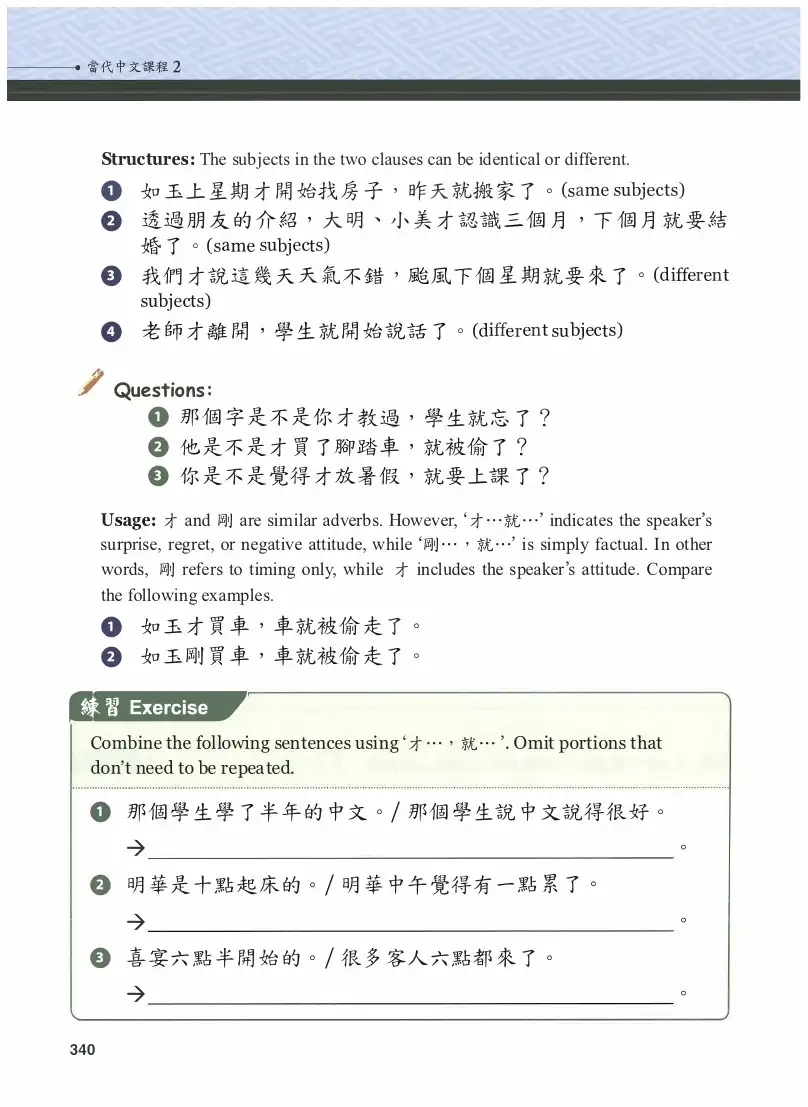 當代中文課程 2
Structures: The subjects in the two clauses can be identical or different.
1 如玉上星期才開始找房子，昨天就搬家了。(same subjects)
2 透過朋友的介紹，大明、小美才認識三個月，下個月就要結
婚了。(same subjects)
3 我們才說這幾天天氣不錯，颱風下個星期就要來了。(different
subjects)
4 老師才離開，學生就開始說話了。(different subjects)
Questions:
1 那個字是不是你才教過，學生就忘了？
2 他是不是才買了腳踏車，就被偷了？
3 你是不是覺得才放暑假，就要上課了？
Usage: 才 and 剛 are similar adverbs. However, ‘才…就…’ indicates the speaker’s
surprise, regret, or negative attitude, while ‘剛…，就…’ is simply factual. In other
words, 剛 refers to timing only, while 才 includes the speaker’s attitude. Compare
the following examples.
1 如玉才買車，車就被偷走了。
2 如玉剛買車，車就被偷走了。
練習 Exercise
Combine the following sentences using ‘才…，就… ’. Omit portions that
don’t need to be repeated.
1 那個學生學了半年的中文。/ 那個學生說中文說得很好。
→______________________________。
2 明華是十點起床的。/ 明華中午覺得有一點累了。
→______________________________。
3 喜宴六點半開始的。/ 很多客人六點都來了。
→______________________________。
340